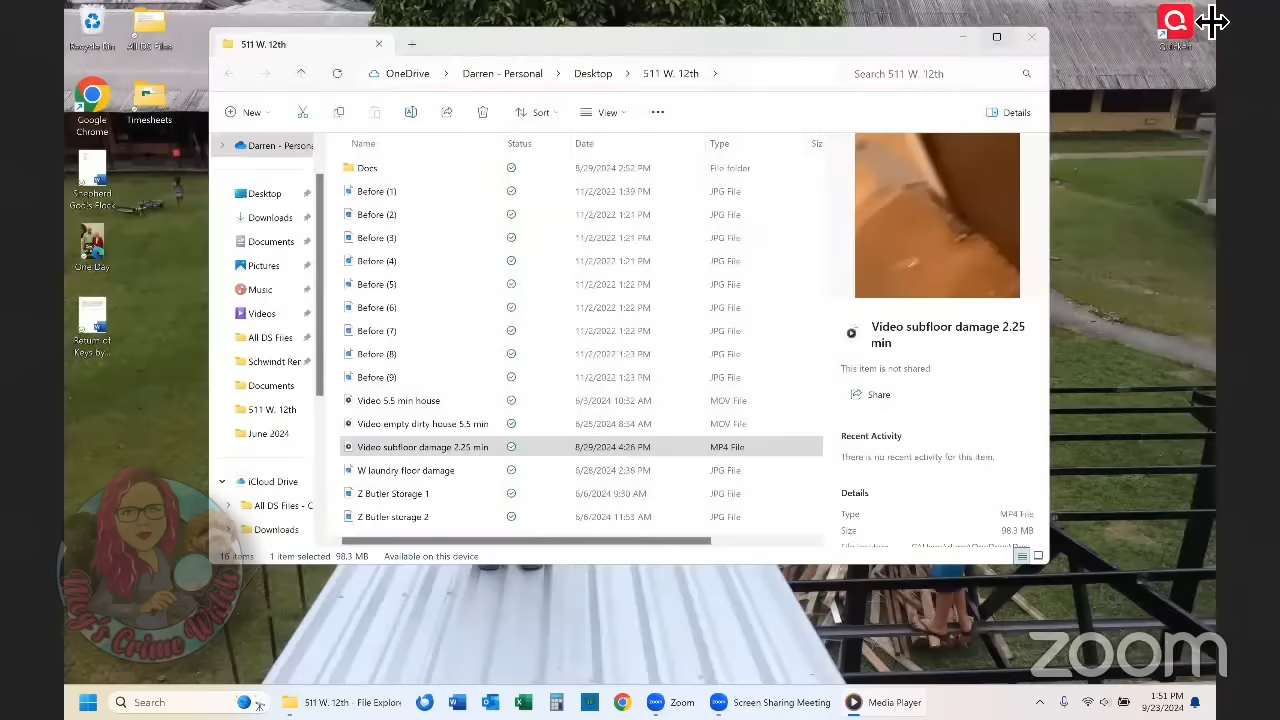 Recycle Bin
All DS Files
Google
Chrome
Timesheets
Shepherd
God's Flock
One Day
Return of
Keys by...
Quicken
511 W. 12th
OneDrive
Darren - Personal
Desktop
511 W. 12th
Search 511 W. 12th
New
Sort
View
Details
Darren - Persona
Desktop
Downloads
Documents
Pictures
Music
Videos
All DS Files
Schwindt Ren
Documents
511 W. 12th
June 2024
iCloud Drive
All DS Files - C
Downloads
Name Status Date Type Siz
Docs 8/29/2024 2:52 PM File folder
Before (1) 11/2/2022 1:39 PM JPG File
Before (2) 11/2/2022 1:21 PM JPG File
Before (3) 11/2/2022 1:21 PM JPG File
Before (4) 11/2/2022 1:21 PM JPG File
Before (5) 11/2/2022 1:22 PM JPG File
Before (6) 11/2/2022 1:22 PM JPG File
Before (7) 11/2/2022 1:22 PM JPG File
Before (8) 11/2/2022 1:23 PM JPG File
Before (9) 11/2/2022 1:23 PM JPG File
Video 5.5 min house 6/3/2024 10:32 AM MOV File
Video empty dirty house 5.5 min 6/25/2024 8:34 AM MOV File
Video subfloor damage 2.25 min 8/29/2024 4:26 PM MP4 File
W laundry floor damage 6/26/2024 2:36 PM JPG File
Z Butler Storage 1 6/6/2024 9:30 AM JPG File
Z Butler storage 2 6/6/2024 11:53 AM JPG File
Video subfloor damage 2.25
min
This item is not shared
Share
Recent Activity
There is no recent activity for this item.
Details
Type MP4 File
Size 98.3 MB
16 items 1 item selected 98.3 MB Available on this device
Meg's Crime Watch
zoom
Search
511 W. 12th - File Explore
Zoom
Screen Sharing Meeting
Media Player
1:51 PM
9/23/2024